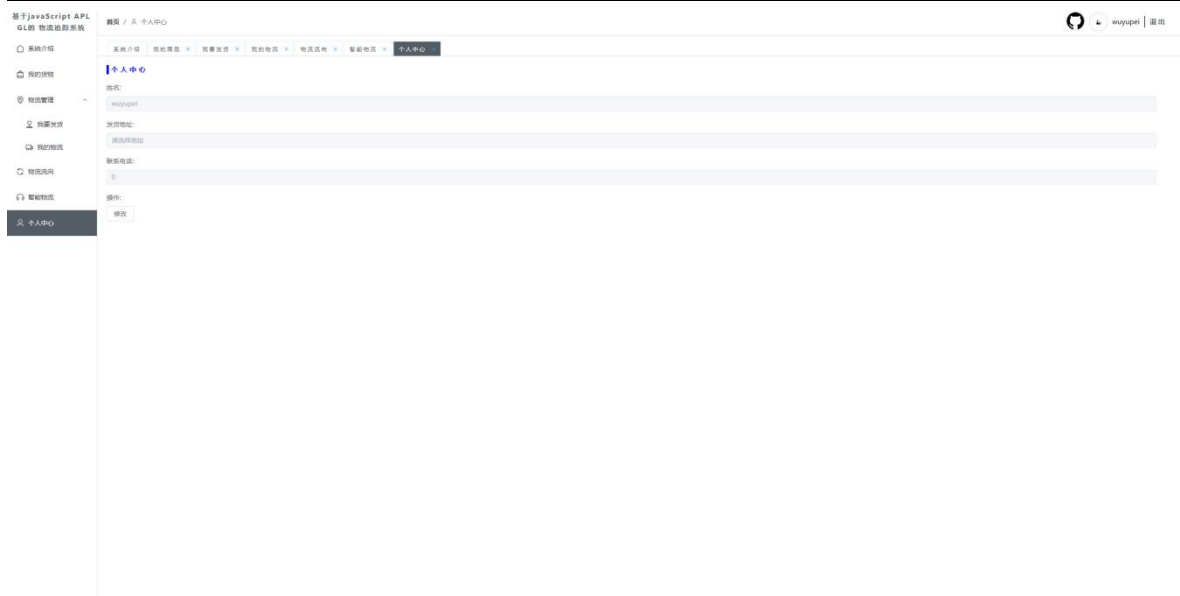 基于javaScript APL
GL的 物流追踪系统
首页 / 个人中心
wuyupei | 退出
系统介绍
我的货物
物流管理
我要发货
我的物流
物流流向
智能物流
个人中心
系统介绍 我的商品 × 我要发货 × 我的物流 × 物流流向 × 智能物流 × 个人中心 ×
个人中心
姓名:
wuyupei
发货地址:
请选择地址
联系电话:
0
操作:
修改